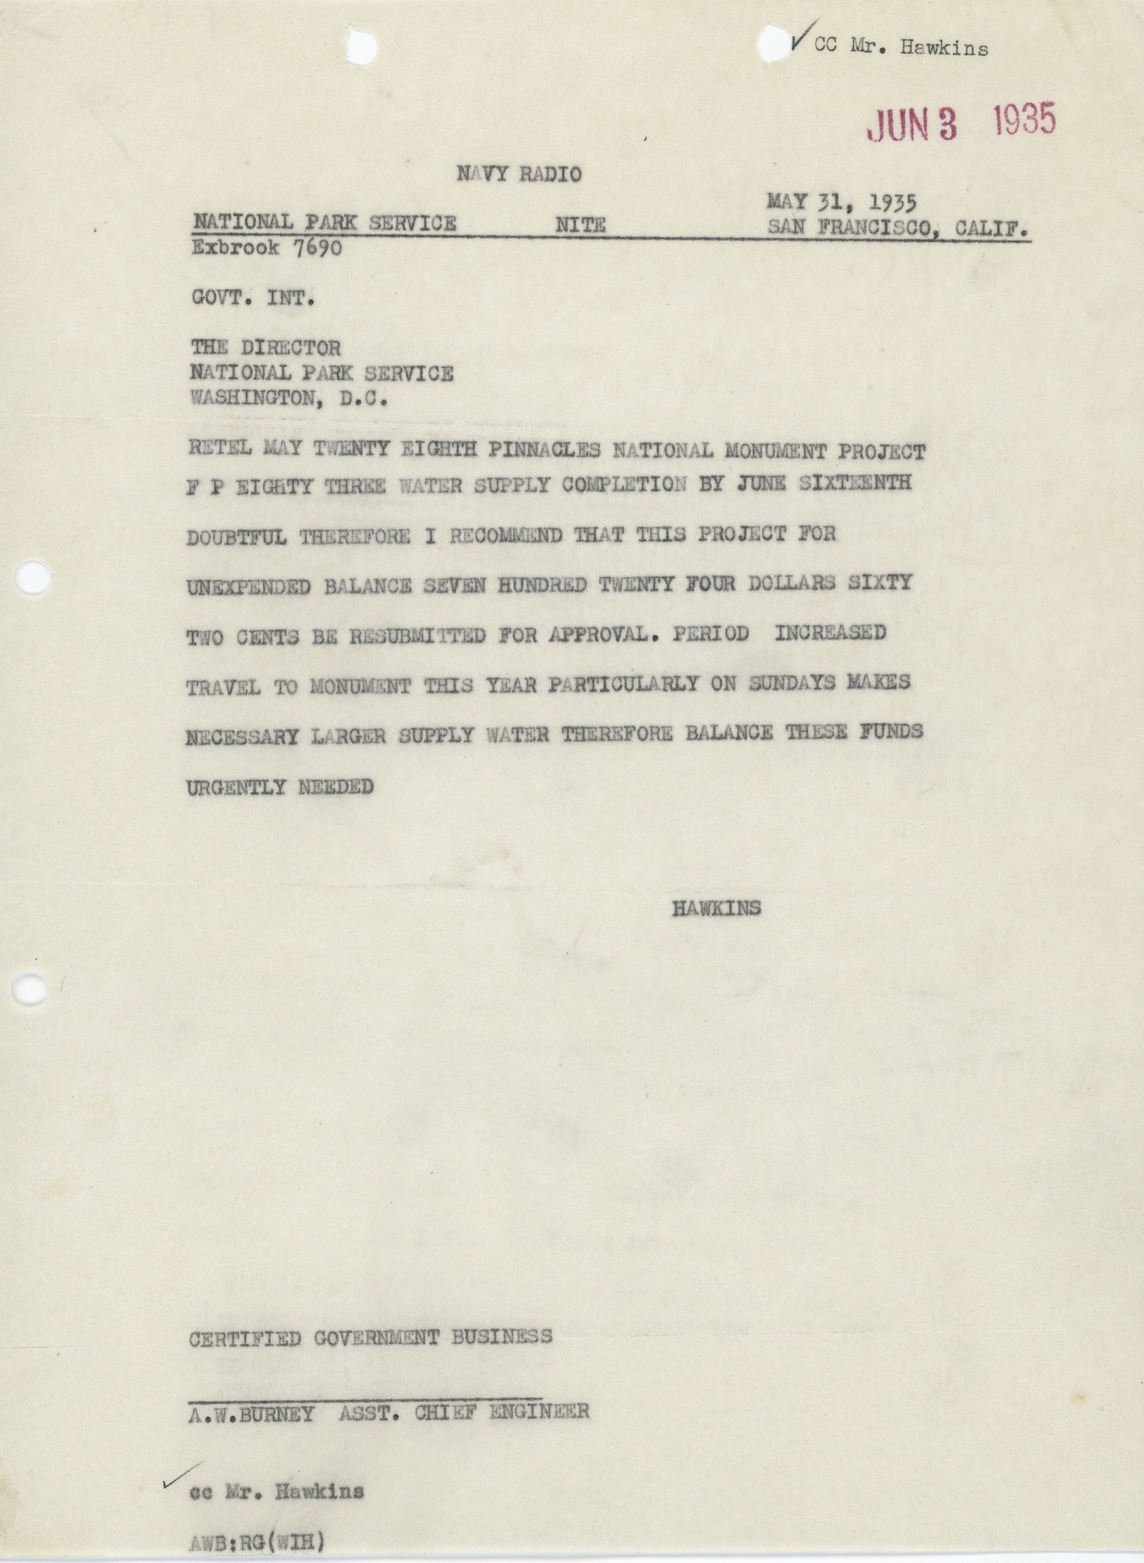 ✓ cc Mr. Hawkins
JUN 3 1935
NAVY RADIO
MAY 31, 1935
NATIONAL PARK SERVICE NITE SAN FRANCISCO, CALIF.
Exbrook 7690
GOVT. INT.
THE DIRECTOR
NATIONAL PARK SERVICE
WASHINGTON, D.C.
RETEL MAY TWENTY EIGHTH PINNACLES NATIONAL MONUMENT PROJECT
F P EIGHTY THREE WATER SUPPLY COMPLETION BY JUNE SIXTEENTH
DOUBTFUL THEREFORE I RECOMMEND THAT THIS PROJECT FOR
UNEXPENDED BALANCE SEVEN HUNDRED TWENTY FOUR DOLLARS SIXTY
TWO CENTS BE RESUBMITTED FOR APPROVAL. PERIOD INCREASED
TRAVEL TO MONUMENT THIS YEAR PARTICULARLY ON SUNDAYS MAKES
NECESSARY LARGER SUPPLY WATER THEREFORE BALANCE THESE FUNDS
URGENTLY NEEDED
HAWKINS
CERTIFIED GOVERNMENT BUSINESS
A.W.BURNEY ASST. CHIEF ENGINEER
✓ cc Mr. Hawkins
AWB:RG(WIH)